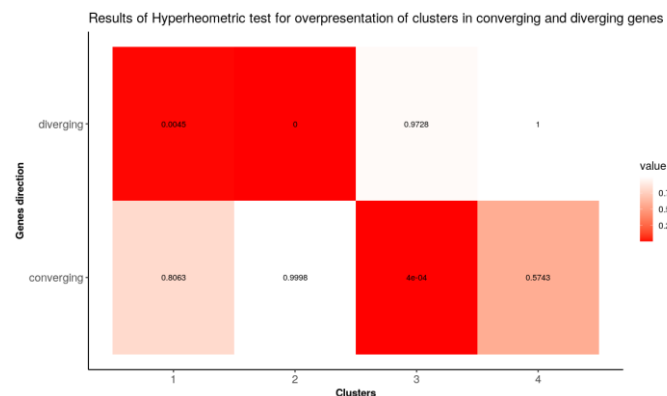 Results of Hyperheometric test for overpresentation of clusters in converging and diverging genes
diverging
0.0045
0
0.9728
1
converging
0.8063
0.9998
4e-04
0.5743
Genes direction
1
2
3
4
Clusters
value